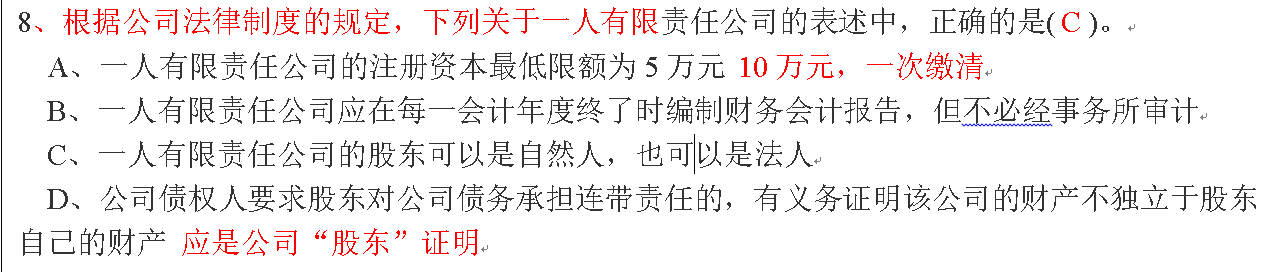 8、根据公司法律制度的规定，下列关于一人有限责任公司的表述中，正确的是( C )。
A、一人有限责任公司的注册资本最低限额为 5 万元 10 万元，一次缴清
B、一人有限责任公司应在每一会计年度终了时编制财务会计报告，但不必经事务所审计
C、一人有限责任公司的股东可以是自然人，也可以是法人
D、公司债权人要求股东对公司债务承担连带责任的，有义务证明该公司的财产不独立于股东
自己的财产 应是公司“股东”证明